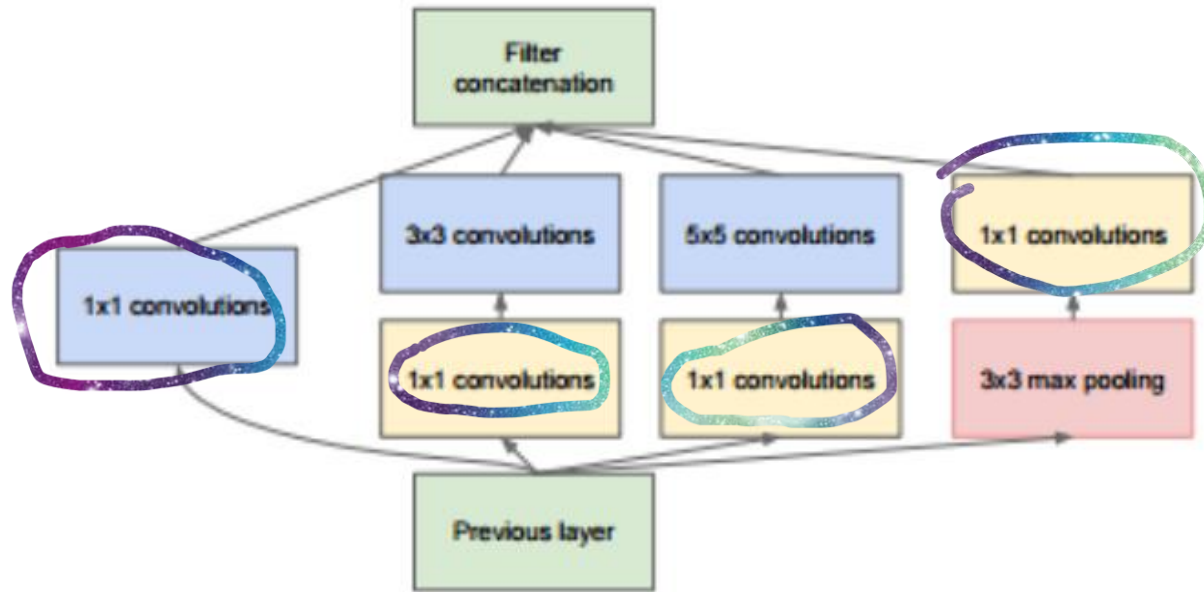 Filter
concatenation
3x3 convolutions
5x5 convolutions
1x1 convolutions
1x1 convolutions
1x1 convolutions
1x1 convolutions
3x3 max pooling
Previous layer